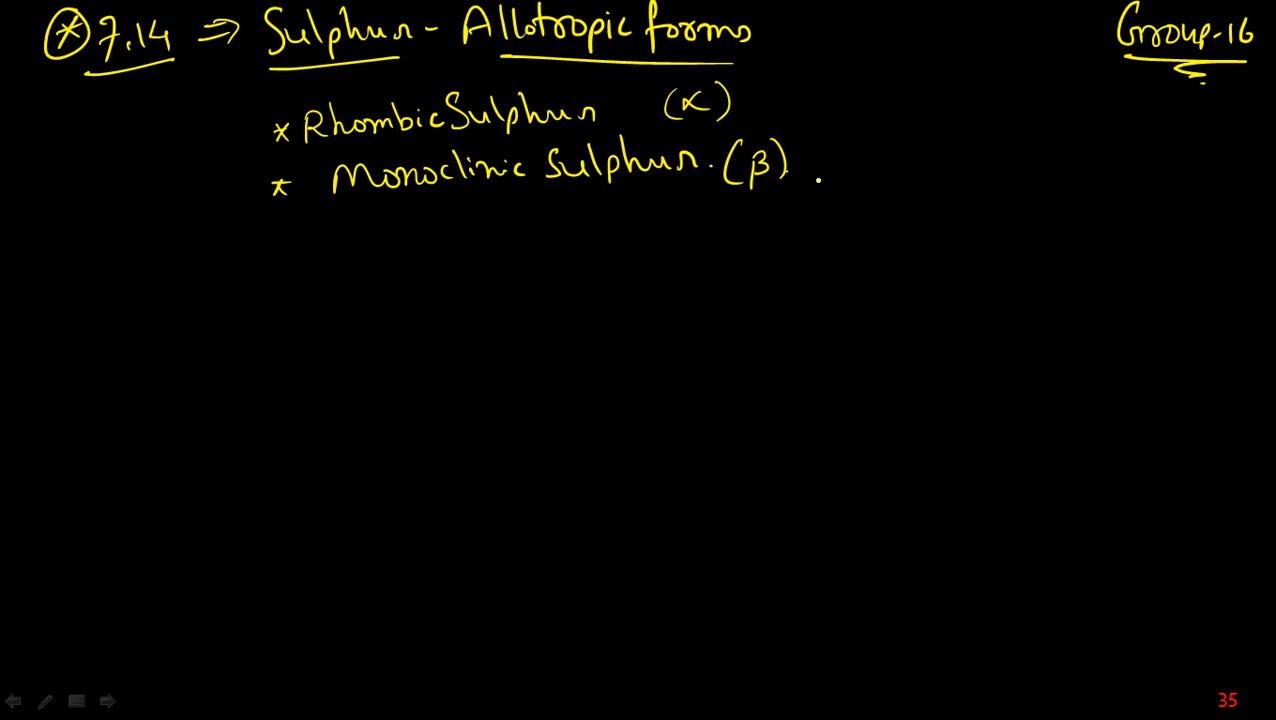 * 7.14 ⇒ Sulphur - Allotropic forms
Group-16
* Rhombic Sulphur (α)
* Monoclinic Sulphur. (β).
35